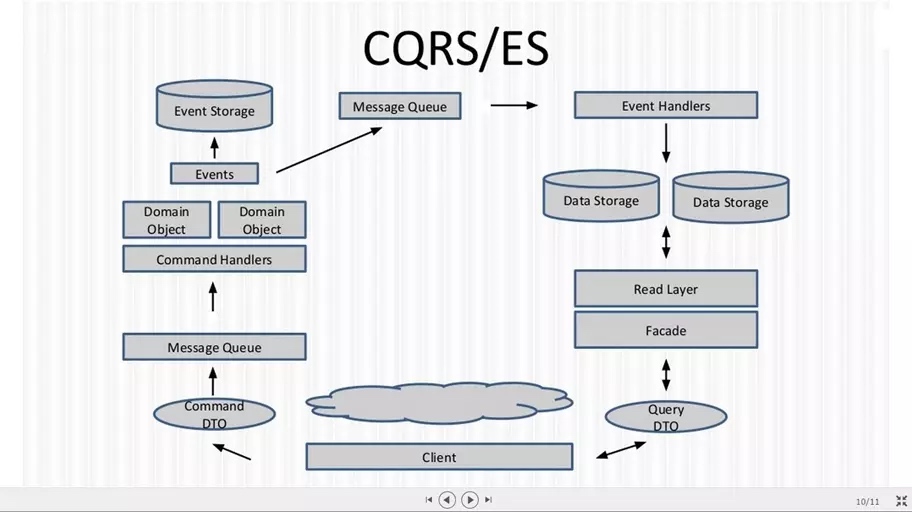 CQRS/ES
Event Storage
Message Queue
Event Handlers
Events
Data Storage
Data Storage
Domain
Object
Domain
Object
Command Handlers
Read Layer
Facade
Message Queue
Command
DTO
Query
DTO
Client
10/11